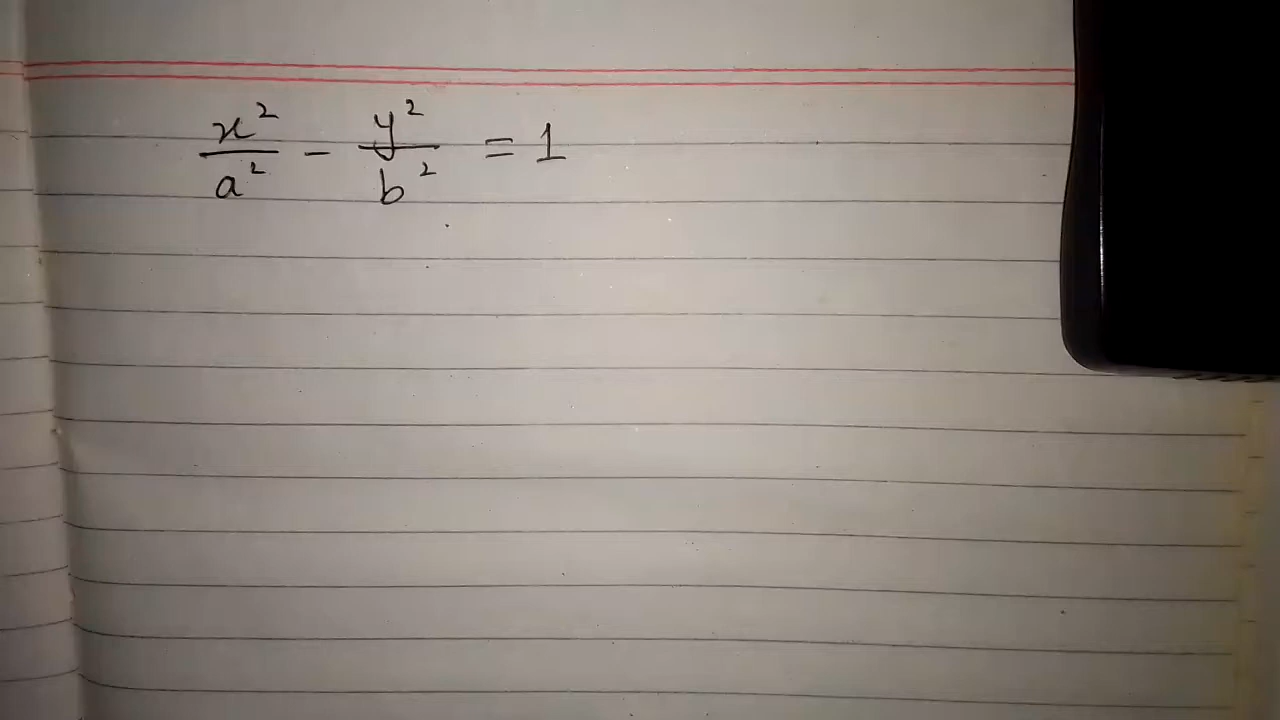 x²/a² - y²/b² = 1